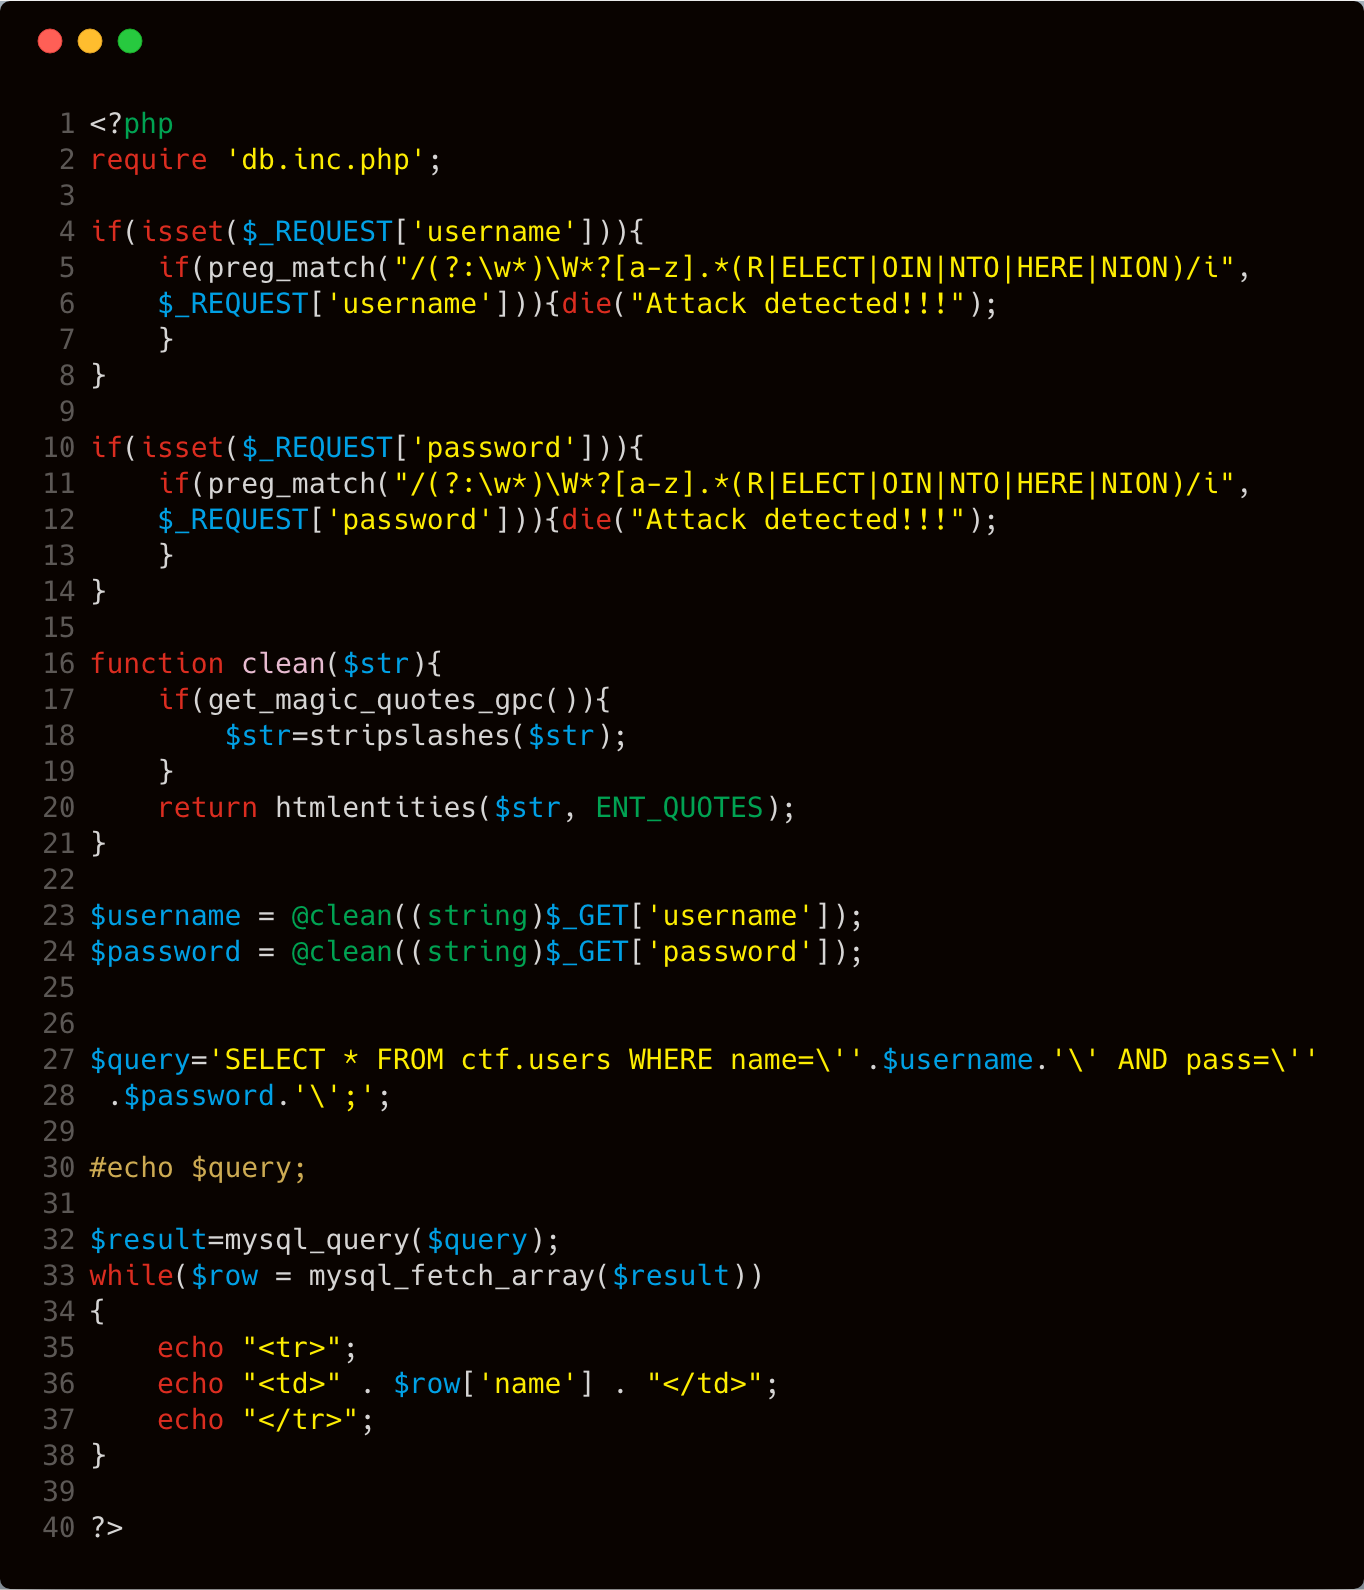 1 <?php
2 require 'db.inc.php';
3
4 if(isset($_REQUEST['username'])){
5     if(preg_match("/(?:\w*)\W*?[a-z].*(R|ELECT|OIN|NTO|HERE|NION)/i",
6     $_REQUEST['username'])){die("Attack detected!!!");
7     }
8 }
9
10 if(isset($_REQUEST['password'])){
11     if(preg_match("/(?:\w*)\W*?[a-z].*(R|ELECT|OIN|NTO|HERE|NION)/i",
12     $_REQUEST['password'])){die("Attack detected!!!");
13     }
14 }
15
16 function clean($str){
17     if(get_magic_quotes_gpc()){
18         $str=stripslashes($str);
19     }
20     return htmlentities($str, ENT_QUOTES);
21 }
22
23 $username = @clean((string)$_GET['username']);
24 $password = @clean((string)$_GET['password']);
25
26
27 $query='SELECT * FROM ctf.users WHERE name=\''.$username.'\' AND pass=\''
28  .$password.'\';';
29
30 #echo $query;
31
32 $result=mysql_query($query);
33 while($row = mysql_fetch_array($result))
34 {
35     echo "<tr>";
36     echo "<td>" . $row['name'] . "</td>";
37     echo "</tr>";
38 }
39
40 ?>